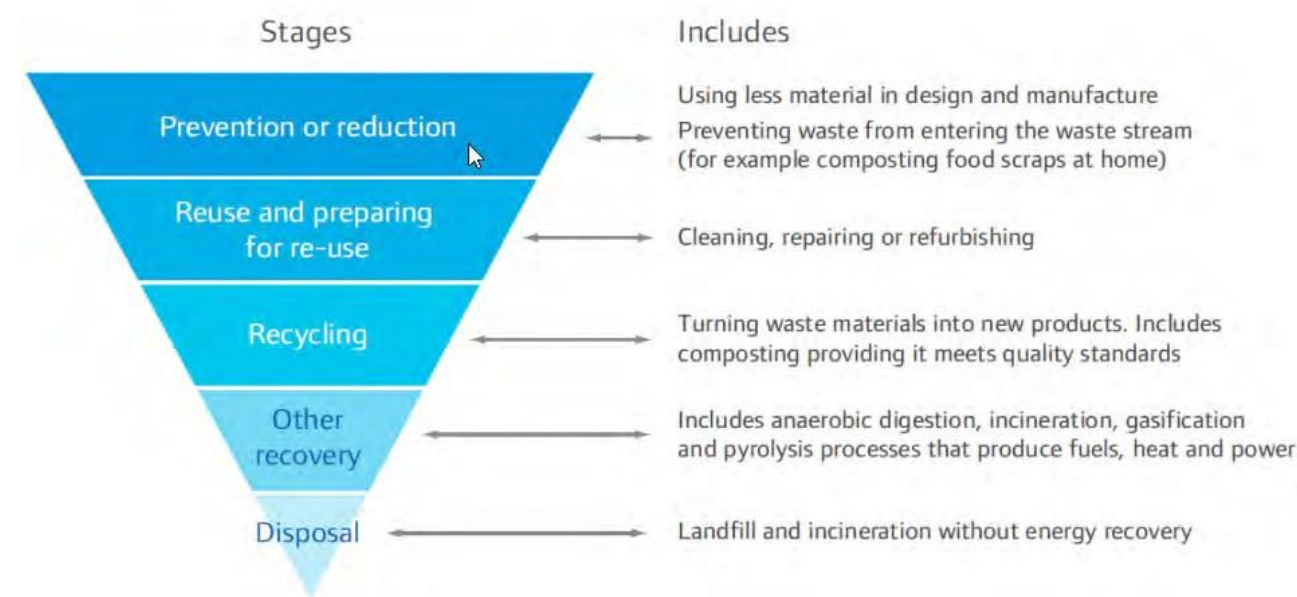 Stages
Includes
Prevention or reduction
Using less material in design and manufacture
Preventing waste from entering the waste stream
(for example composting food scraps at home)
Reuse and preparing
for re-use
Cleaning, repairing or refurbishing
Recycling
Turning waste materials into new products. Includes
composting providing it meets quality standards
Other
recovery
Includes anaerobic digestion, incineration, gasification
and pyrolysis processes that produce fuels, heat and power
Disposal
Landfill and incineration without energy recovery